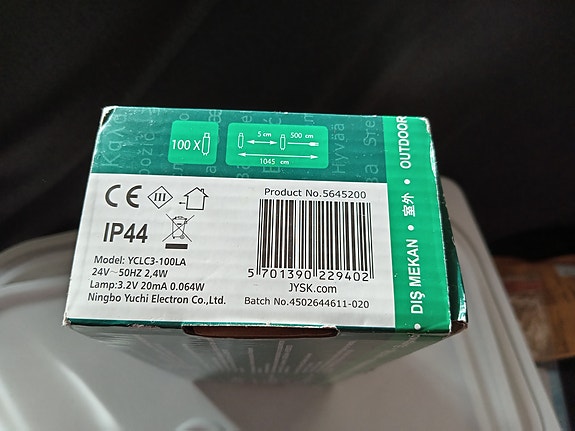 100 X
5 cm
500 cm
1045 cm
Hyvää
CE
III
IP44
Model: YCLC3-100LA
24V~50HZ 2,4W
Lamp:3.2V 20mA 0.064W
Ningbo Yuchi Electron Co.,Ltd.
Product No.5645200
5 701390 229402
JYSK.com
Batch No.4502644611-020
• DIŞ MEKAN • 室外 • OUTDOOR